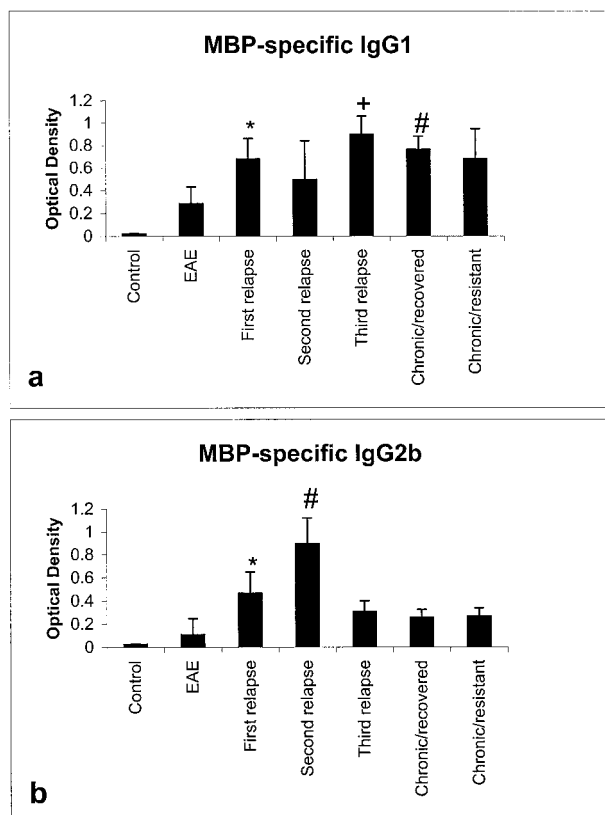 MBP-specific IgG1
Optical Density
1.2
1
0.8
0.6
0.4
0.2
0
*
+
#
Control
EAE
First relapse
Second relapse
Third relapse
Chronic/recovered
Chronic/resistant
a
MBP-specific IgG2b
Optical Density
1.2
1
0.8
0.6
0.4
0.2
0
*
#
Control
EAE
First relapse
Second relapse
Third relapse
Chronic/recovered
Chronic/resistant
b